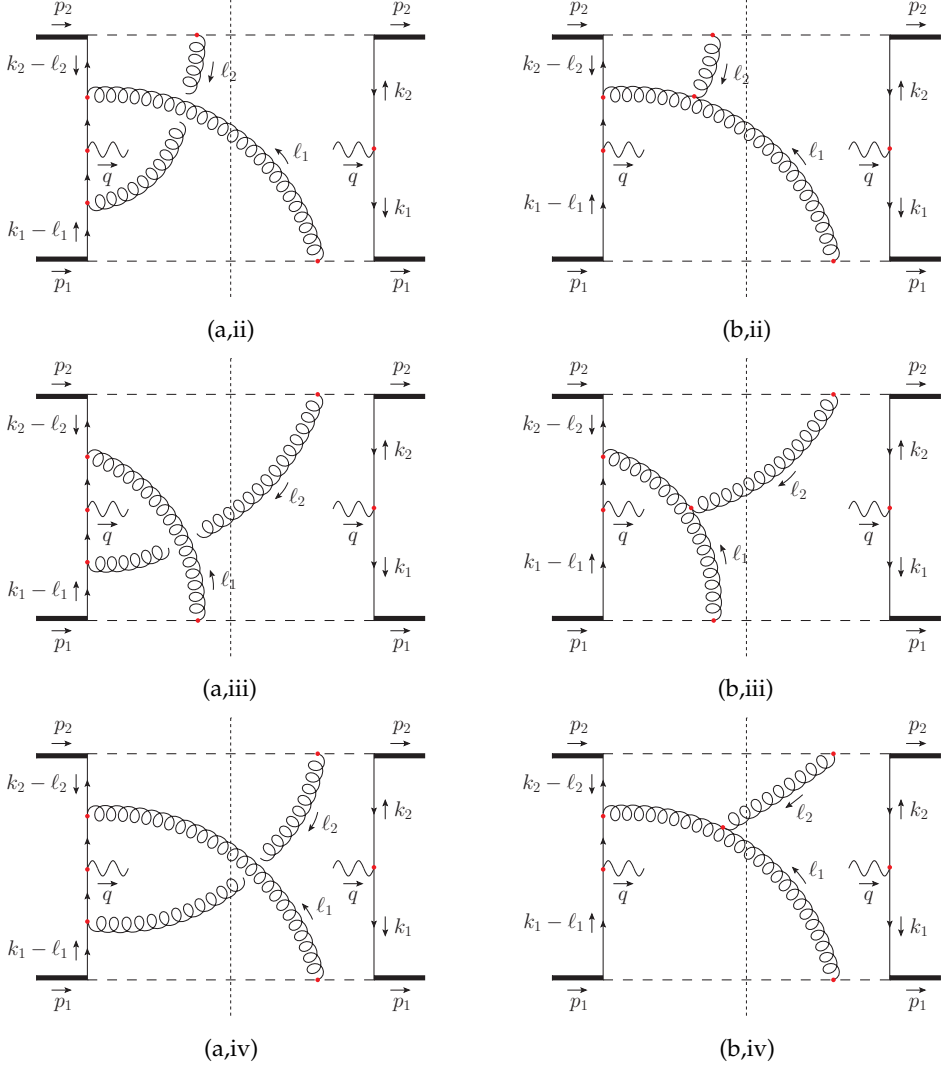 p₂ p₂ p₂ p₂
k₂ − ℓ₂ ℓ₂ k₂ k₂ − ℓ₂ ℓ₂ k₂
q ℓ₁ q q ℓ₁ q
k₁ − ℓ₁ k₁ k₁ − ℓ₁ k₁
p₁ p₁ p₁ p₁
(a,ii) (b,ii)
p₂ p₂ p₂ p₂
k₂ − ℓ₂ k₂ k₂ − ℓ₂ k₂
q ℓ₂ q q ℓ₂ q
k₁ − ℓ₁ ℓ₁ k₁ k₁ − ℓ₁ ℓ₁ k₁
p₁ p₁ p₁ p₁
(a,iii) (b,iii)
p₂ p₂ p₂ p₂
k₂ − ℓ₂ ℓ₂ k₂ k₂ − ℓ₂ ℓ₂ k₂
q ℓ₁ q q ℓ₁ q
k₁ − ℓ₁ k₁ k₁ − ℓ₁ k₁
p₁ p₁ p₁ p₁
(a,iv) (b,iv)